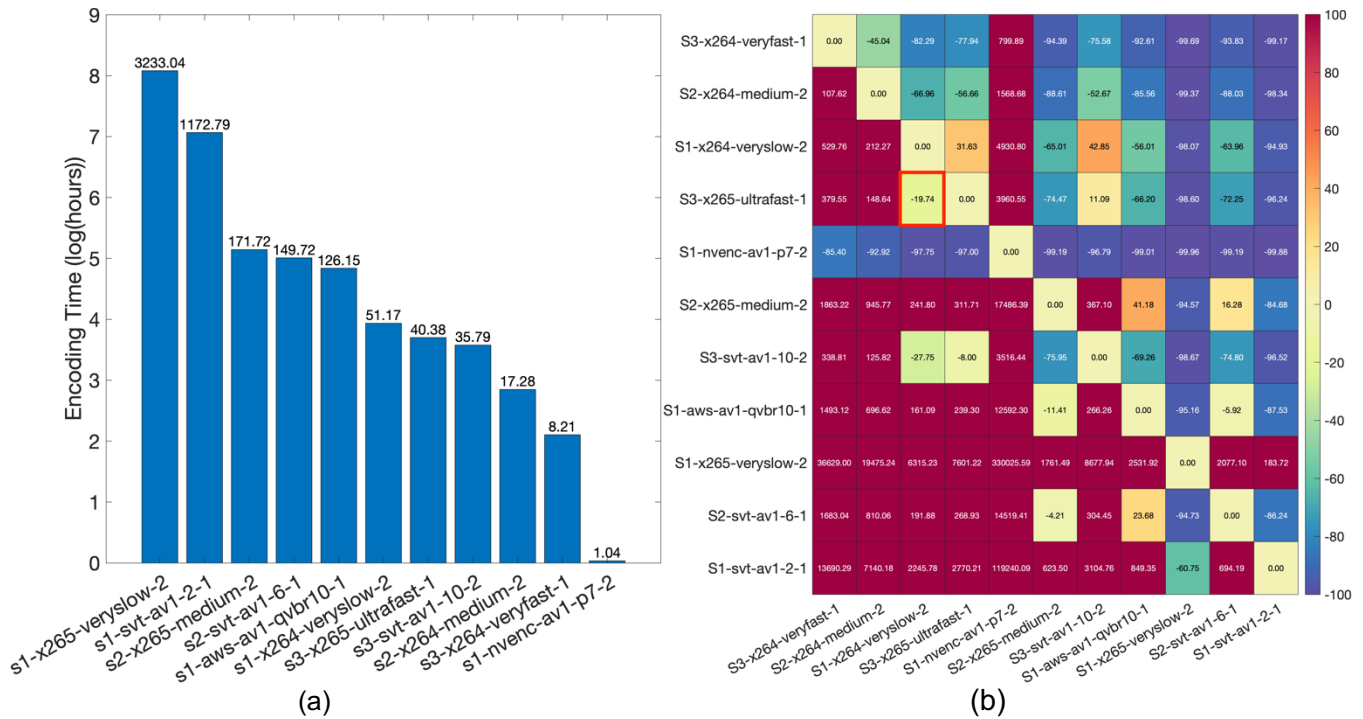 9
8
7
6
5
4
3
2
1
0
Encoding Time (log(hours))
3233.04
1172.79
171.72
149.72
126.15
51.17
40.38
35.79
17.28
8.21
1.04
s1-x265-veryslow-2
s1-svt-av1-2-1
s2-x265-medium-2
s2-svt-av1-6-1
s1-aws-av1-qvbr10-1
s1-x264-veryslow-2
s3-x265-ultrafast-1
s3-svt-av1-10-2
s2-x264-medium-2
s3-x264-veryfast-1
s1-nvenc-av1-p7-2
(a)
S3-x264-veryfast-1 0.00 -45.04 -82.29 -77.94 799.89 -94.39 -75.58 -92.61 -99.69 -93.83 -99.17
S2-x264-medium-2 107.62 0.00 -66.96 -56.66 1568.68 -88.61 -52.67 -85.56 -99.37 -88.03 -98.34
S1-x264-veryslow-2 529.76 212.27 0.00 31.63 4930.80 -65.01 42.85 -56.01 -98.07 -63.96 -94.93
S3-x265-ultrafast-1 379.55 148.64 -19.74 0.00 3960.55 -74.47 11.09 -66.20 -98.60 -72.25 -96.24
S1-nvenc-av1-p7-2 -85.40 -92.92 -97.75 -97.00 0.00 -99.19 -96.79 -99.01 -99.96 -99.19 -99.88
S2-x265-medium-2 1863.22 945.77 241.80 311.71 17486.39 0.00 367.10 41.18 -94.57 16.28 -84.68
S3-svt-av1-10-2 338.81 125.82 -27.75 -8.00 3516.44 -75.95 0.00 -69.26 -98.67 -74.80 -96.52
S1-aws-av1-qvbr10-1 1493.12 696.62 161.09 239.30 12592.30 -11.41 266.26 0.00 -95.16 -5.92 -87.53
S1-x265-veryslow-2 36629.00 19475.24 6315.23 7601.22 330025.59 1761.49 8677.94 2531.92 0.00 2077.10 183.72
S2-svt-av1-6-1 1683.04 810.06 191.88 268.93 14519.41 -4.21 304.45 23.68 -94.73 0.00 -86.24
S1-svt-av1-2-1 13690.29 7140.18 2245.78 2770.21 119240.09 623.50 3104.76 849.35 -60.75 694.19 0.00
S3-x264-veryfast-1
S2-x264-medium-2
S1-x264-veryslow-2
S3-x265-ultrafast-1
S1-nvenc-av1-p7-2
S2-x265-medium-2
S3-svt-av1-10-2
S1-aws-av1-qvbr10-1
S1-x265-veryslow-2
S2-svt-av1-6-1
S1-svt-av1-2-1
100
80
60
40
20
0
-20
-40
-60
-80
-100
(b)